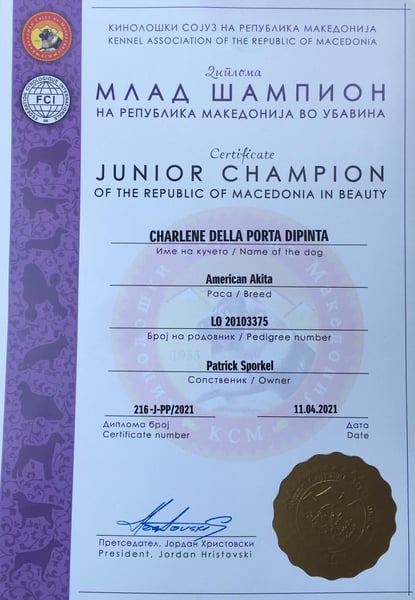 КИНОЛОШКИ СОЈУЗ НА РЕПУБЛИКА МАКЕДОНИЈА
KENNEL ASSOCIATION OF THE REPUBLIC OF MACEDONIA
FCI
Диплома
МЛАД ШАМПИОН
НА РЕПУБЛИКА МАКЕДОНИЈА ВО УБАВИНА
Certificate
JUNIOR CHAMPION
OF THE REPUBLIC OF MACEDONIA IN BEAUTY
CHARLENE DELLA PORTA DIPINTA
Име на кучето / Name of the dog
American Akita
Раса / Breed
LO 20103375
Број на родовник / Pedigree number
1953
Patrick Sporkel
Сопственик / Owner
216-J-PP/2021 11.04.2021
Диплома број Дата
Certificate number Date
КСМ
Претседател, Јордан Христовски
President, Jordan Hristovski